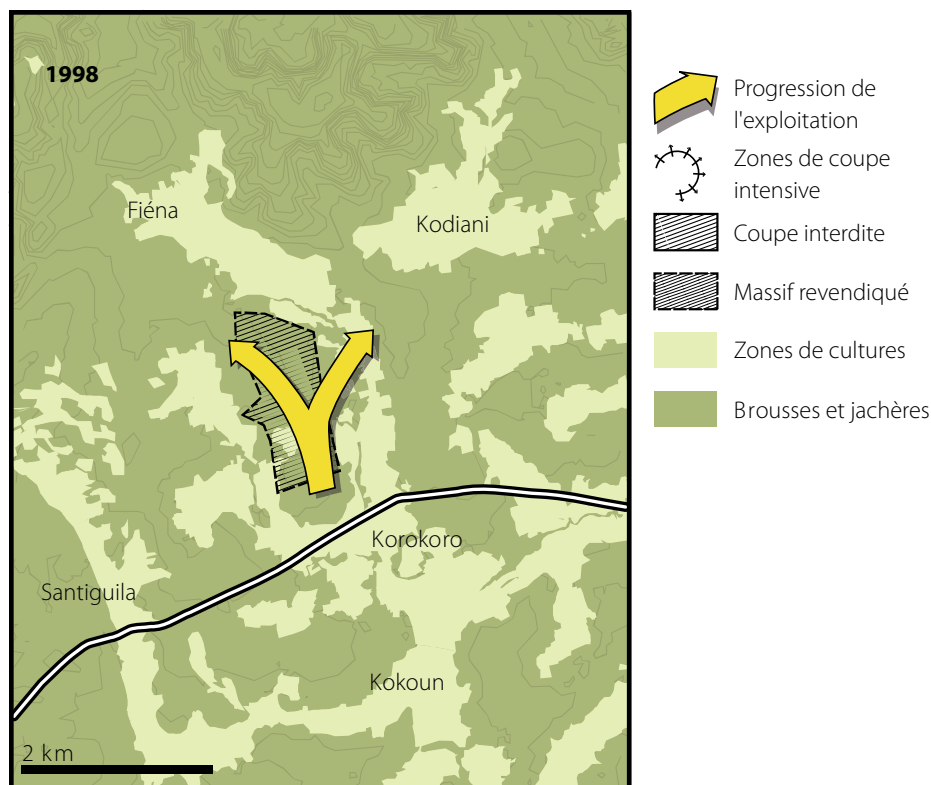 1998
Fiéna
Kodiani
Korokoro
Santiguila
Kokoun
2 km
Progression de
l'exploitation
Zones de coupe
intensive
Coupe interdite
Massif revendiqué
Zones de cultures
Brousses et jachères